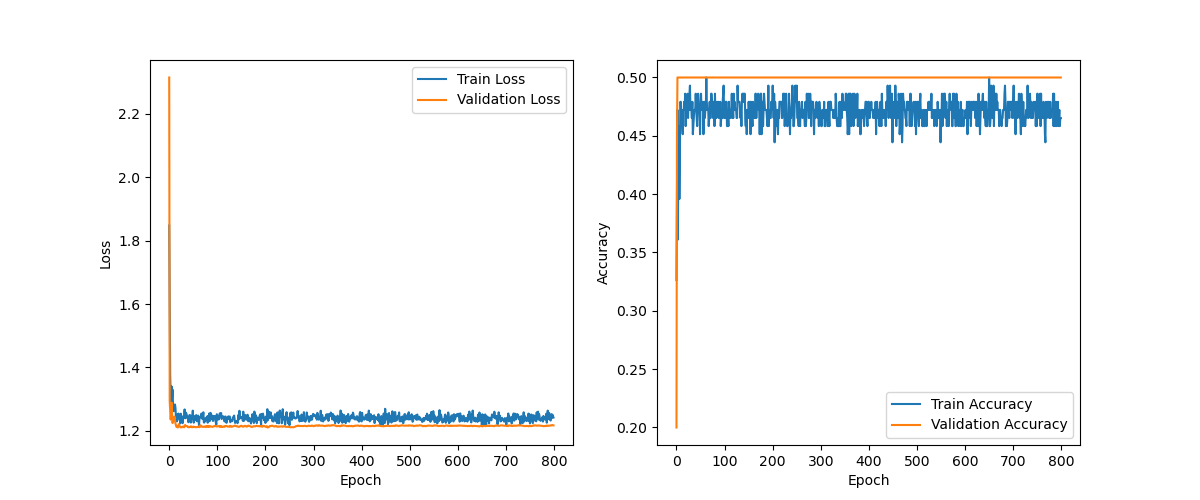 Train Loss
Validation Loss
2.2
2.0
1.8
1.6
1.4
1.2
Loss
0 100 200 300 400 500 600 700 800
Epoch
0.50
0.45
0.40
0.35
0.30
0.25
0.20
Accuracy
Train Accuracy
Validation Accuracy
0 100 200 300 400 500 600 700 800
Epoch